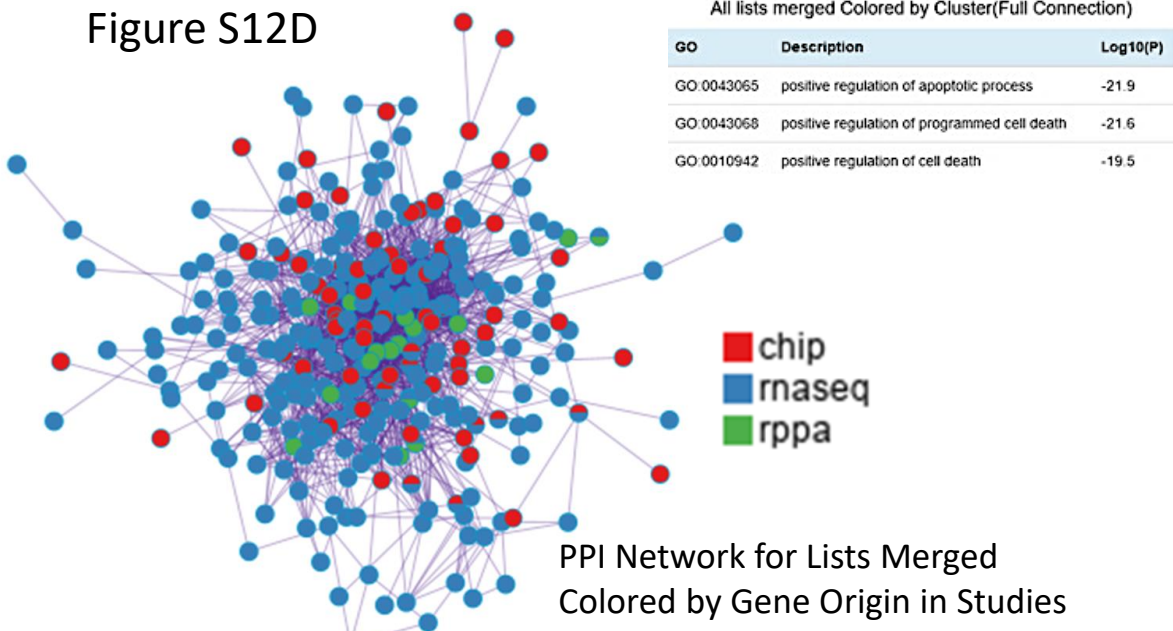 Figure S12D
All lists merged Colored by Cluster(Full Connection)
GO Description Log10(P)
GO:0043065 positive regulation of apoptotic process -21.9
GO:0043068 positive regulation of programmed cell death -21.6
GO:0010942 positive regulation of cell death -19.5
chip
rnaseq
rppa
PPI Network for Lists Merged
Colored by Gene Origin in Studies